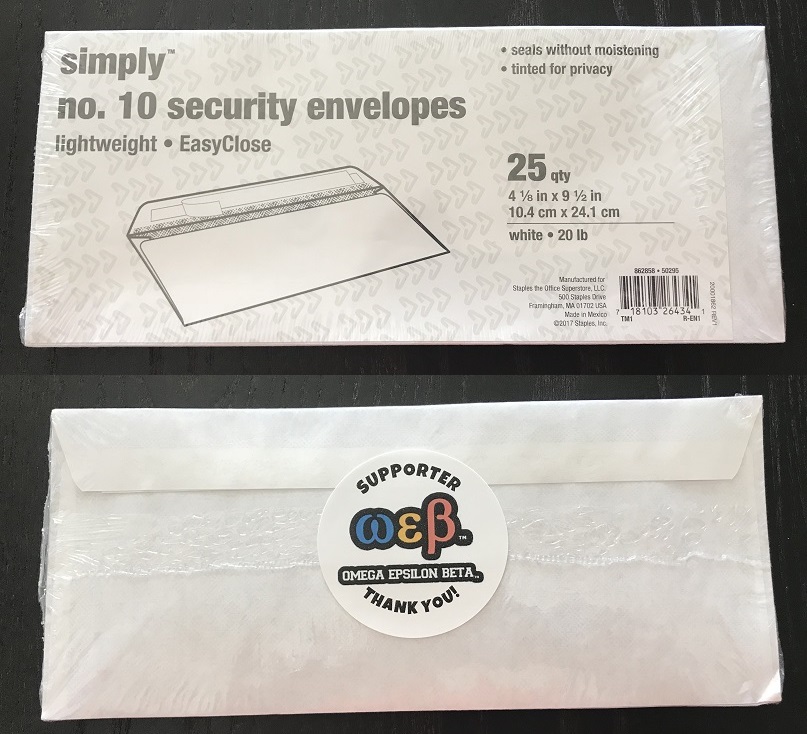 simply™
no. 10 security envelopes
lightweight • EasyClose
• seals without moistening
• tinted for privacy
25 qty
4 ⅛ in x 9 ½ in
10.4 cm x 24.1 cm
white • 20 lb
Manufactured for
Staples the Office Superstore, LLC.
500 Staples Drive
Framingham, MA 01702 USA
Made in Mexico
©2017 Staples, Inc.
862858 • 50295
7 18103 26434 1
TM1 R-EN1
SUPPORTER
ωεβ™
OMEGA EPSILON BETA™
THANK YOU!